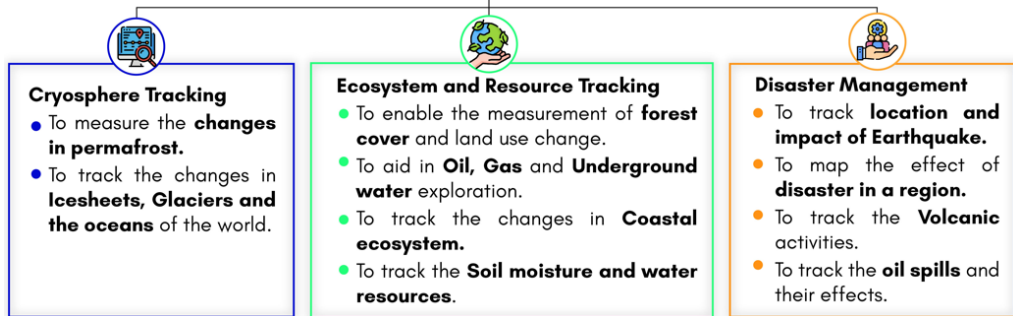 Cryosphere Tracking
To measure the changes
in permafrost.
To track the changes in
Icesheets, Glaciers and
the oceans of the world.
Ecosystem and Resource Tracking
To enable the measurement of forest
cover and land use change.
To aid in Oil, Gas and Underground
water exploration.
To track the changes in Coastal
ecosystem.
To track the Soil moisture and water
resources.
Disaster Management
To track location and
impact of Earthquake.
To map the effect of
disaster in a region.
To track the Volcanic
activities.
To track the oil spills and
their effects.